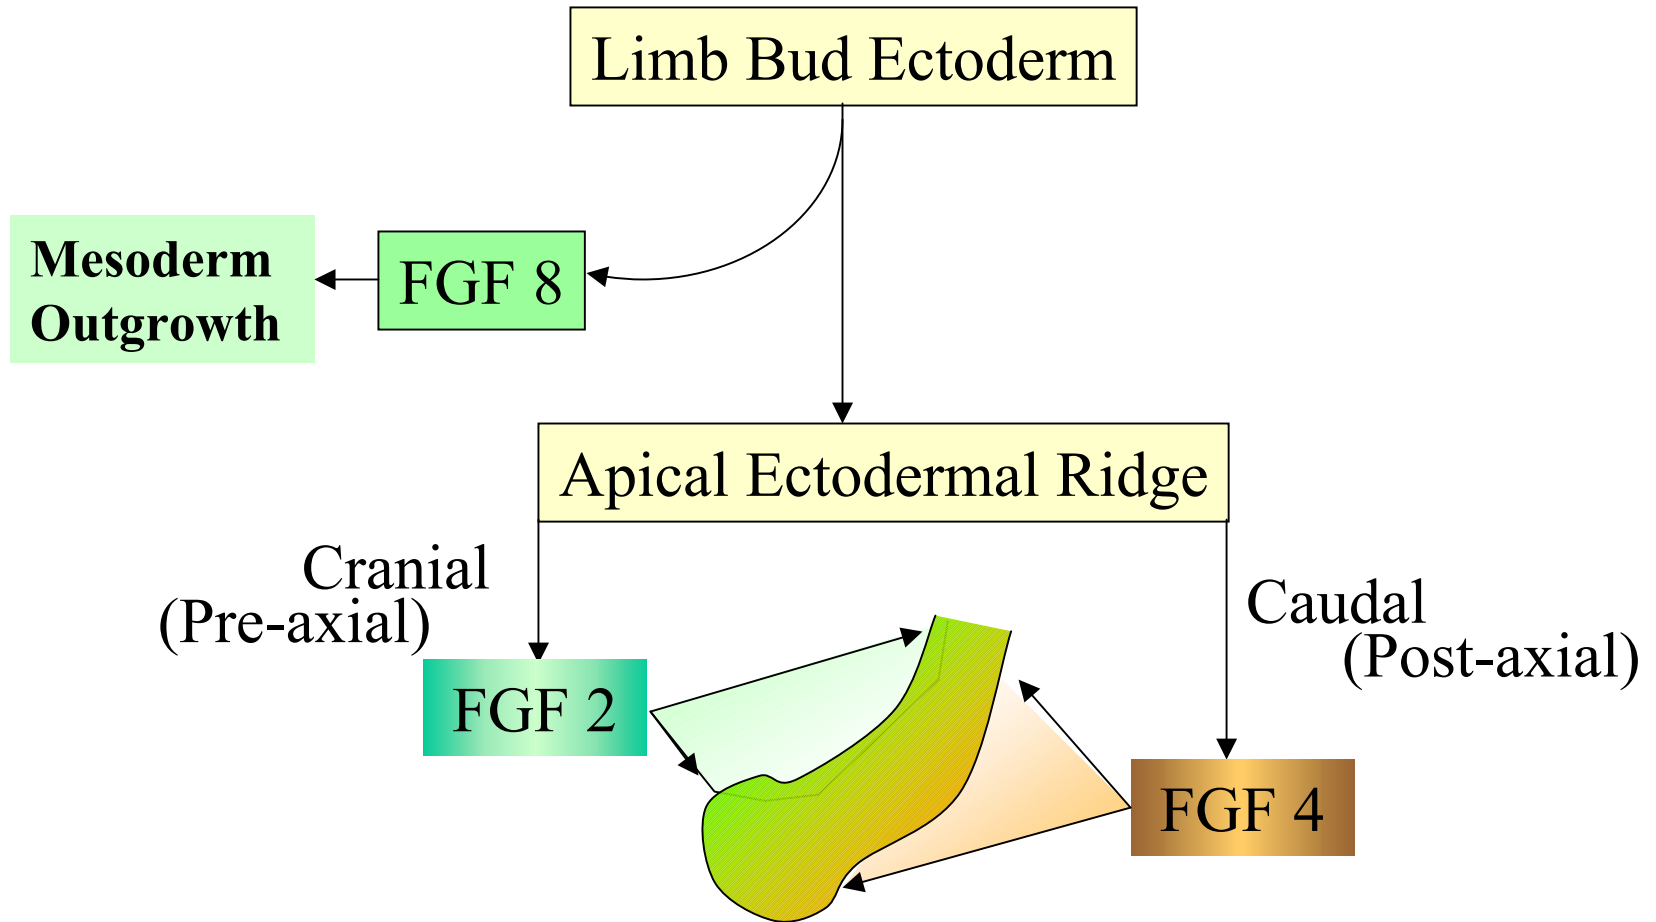 Limb Bud Ectoderm
Mesoderm
Outgrowth
FGF 8
Apical Ectodermal Ridge
Cranial
(Pre-axial)
Caudal
(Post-axial)
FGF 2
FGF 4